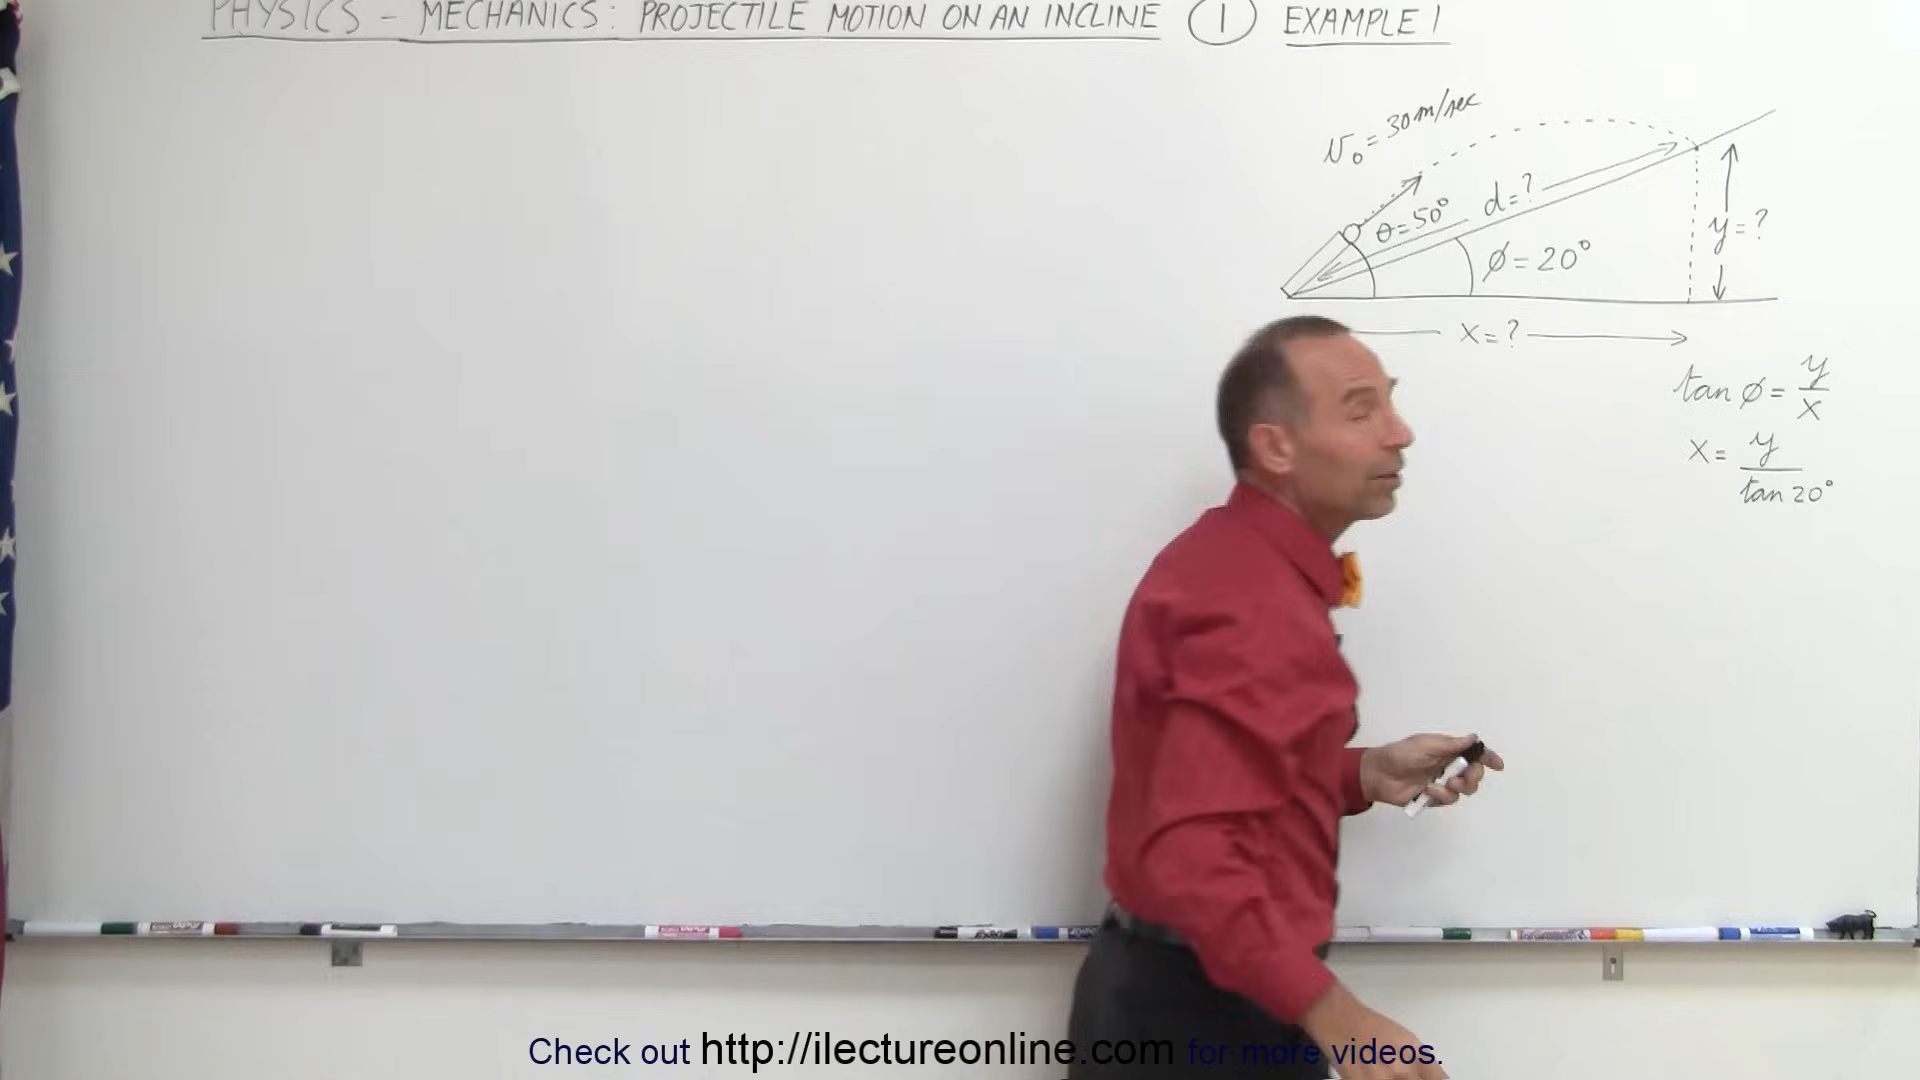 PHYSICS - MECHANICS: PROJECTILE MOTION ON AN INCLINE ① EXAMPLE 1
v₀ = 30 m/sec
d = ?
θ = 50°
y = ?
ϕ = 20°
x = ?
tan ϕ = y/x
x = y/tan 20°
Check out http://ilectureonline.com for more videos.